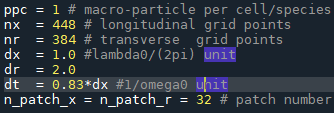 ppc = 1 # macro-particle per cell/species
nx = 448 # longitudinal grid points
nr = 384 # transverse grid points
dx = 1.0 #lambda0/(2pi) unit
dr = 2.0
dt = 0.83*dx #1/omega0 unit
n_patch_x = n_patch_r = 32 # patch number